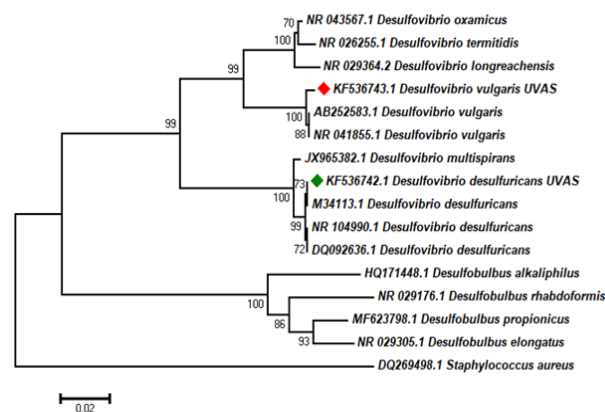 70
NR 043567.1 Desulfovibrio oxamicus
100
NR 026255.1 Desulfovibrio termitidis
99
NR 029364.2 Desulfovibrio longreachensis
KF536743.1 Desulfovibrio vulgaris UVAS
100
AB252583.1 Desulfovibrio vulgaris
99
88
NR 041855.1 Desulfovibrio vulgaris
JX965382.1 Desulfovibrio multispirans
73
KF536742.1 Desulfovibrio desulfuricans UVAS
100
M34113.1 Desulfovibrio desulfuricans
99
NR 104990.1 Desulfovibrio desulfuricans
72
DQ092636.1 Desulfovibrio desulfuricans
HQ171448.1 Desulfobulbus alkaliphilus
100
NR 029176.1 Desulfobulbus rhabdoformis
86
MF623798.1 Desulfobulbus propionicus
93
NR 029305.1 Desulfobulbus elongatus
DQ269498.1 Staphylococcus aureus
0.02